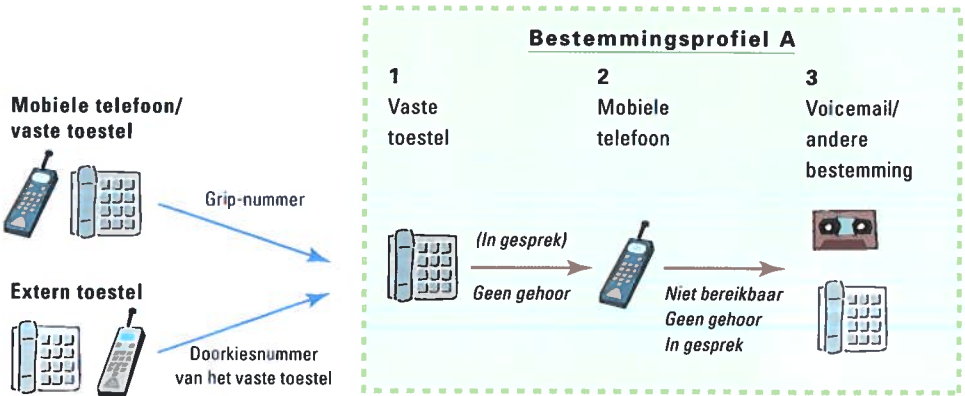 Bestemmingsprofiel A
Mobiele telefoon/
vaste toestel
Grip-nummer
Extern toestel
Doorkiesnummer
van het vaste toestel
1
Vaste
toestel
(In gesprek)
Geen gehoor
2
Mobiele
telefoon
Niet bereikbaar
Geen gehoor
In gesprek
3
Voicemail/
andere
bestemming